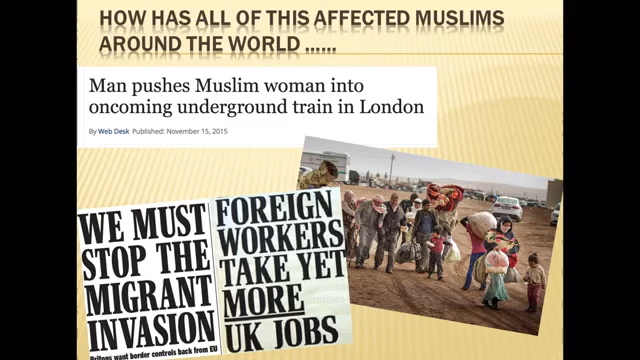 HOW HAS ALL OF THIS AFFECTED MUSLIMS
AROUND THE WORLD ......
Man pushes Muslim woman into
oncoming underground train in London
By Web Desk Published: November 15, 2015
WE MUST
STOP THE
MIGRANT
INVASION
Britons want border controls back from EU
FOREIGN
WORKERS
TAKE YET
MORE
UK JOBS